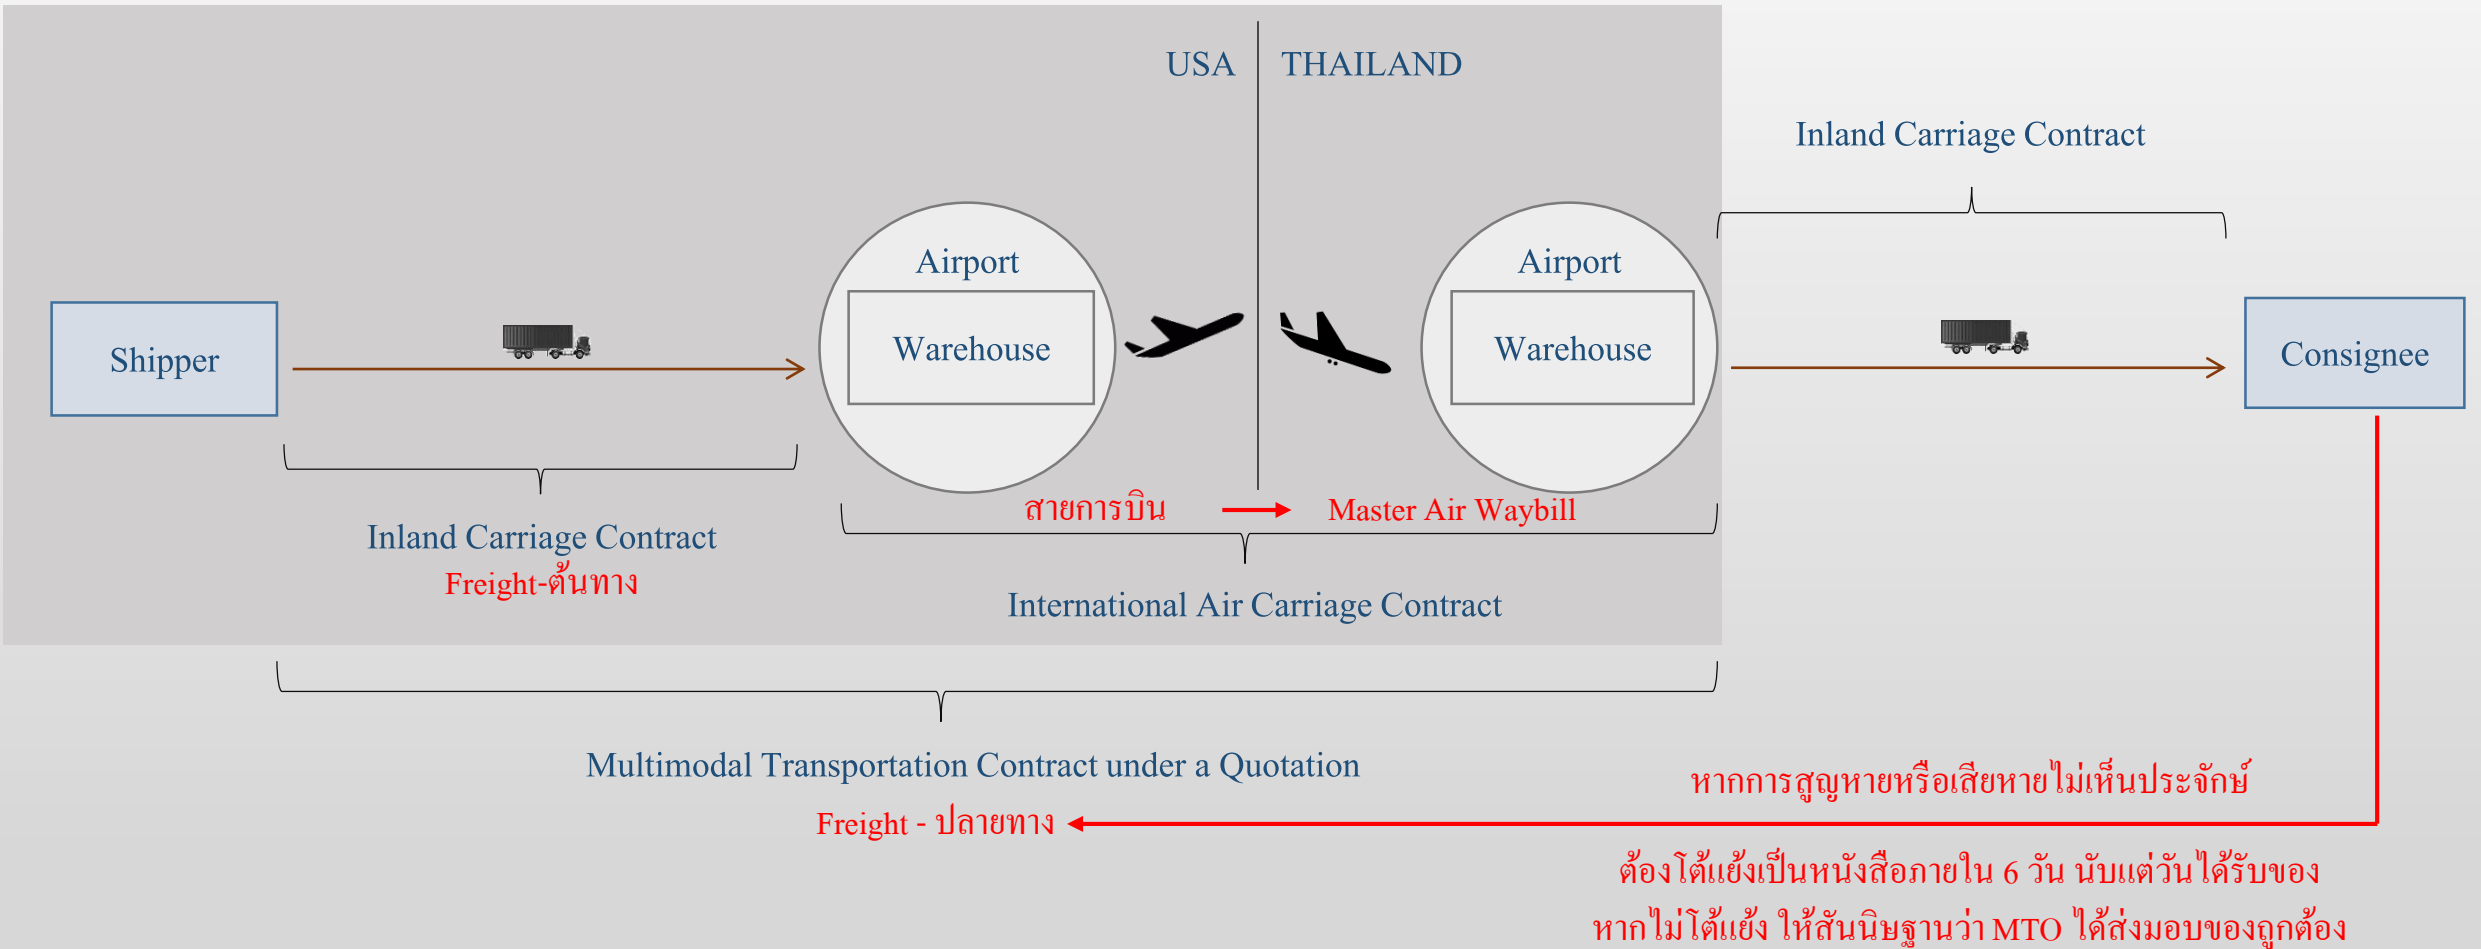 USA
THAILAND
Inland Carriage Contract
Airport
Airport
Shipper
Warehouse
Warehouse
Consignee
สายการบิน
Master Air Waybill
Inland Carriage Contract
Freight-ต้นทาง
International Air Carriage Contract
Multimodal Transportation Contract under a Quotation
หากการสูญหายหรือเสียหายไม่เห็นประจักษ์
Freight - ปลายทาง
ต้องโต้แย้งเป็นหนังสือภายใน 6 วัน นับแต่วันได้รับของ
หากไม่โต้แย้ง ให้สันนิษฐานว่า MTO ได้ส่งมอบของถูกต้อง